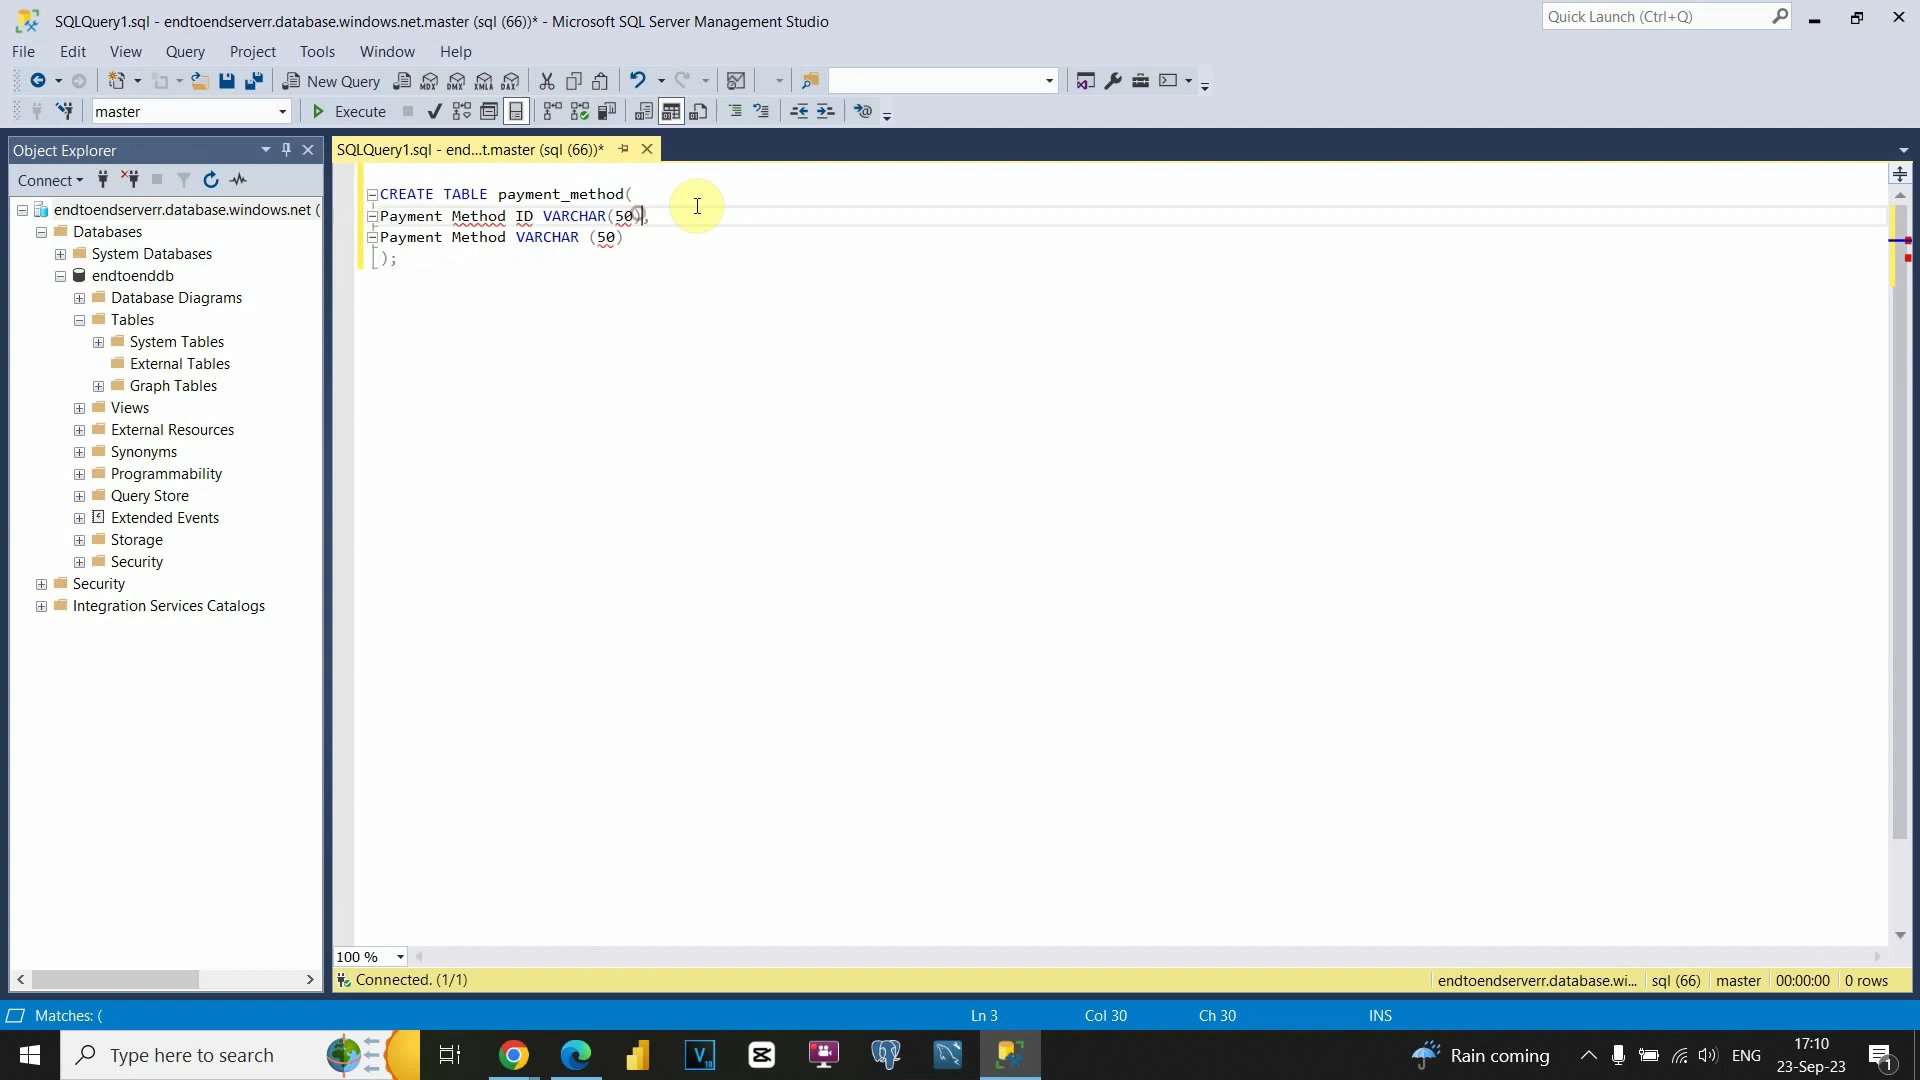 SQLQuery1.sql - endtoendserverr.database.windows.net.master (sql (66))* - Microsoft SQL Server Management Studio
Quick Launch (Ctrl+Q)
File Edit View Query Project Tools Window Help
New Query MDX DMX XMLA DAX
master Execute
Object Explorer
SQLQuery1.sql - end...t.master (sql (66))*
Connect
endtoendserverr.database.windows.net (
Databases
System Databases
endtoenddb
Database Diagrams
Tables
System Tables
External Tables
Graph Tables
Views
External Resources
Synonyms
Programmability
Query Store
Extended Events
Storage
Security
Security
Integration Services Catalogs
CREATE TABLE payment_method(
Payment Method ID VARCHAR(50),
Payment Method VARCHAR (50)
);
100 %
Connected. (1/1)
endtoendserverr.database.wi... sql (66) master 00:00:00 0 rows
Matches: (
Ln 3 Col 30 Ch 30 INS
Type here to search
Rain coming
ENG
17:10
23-Sep-23
1